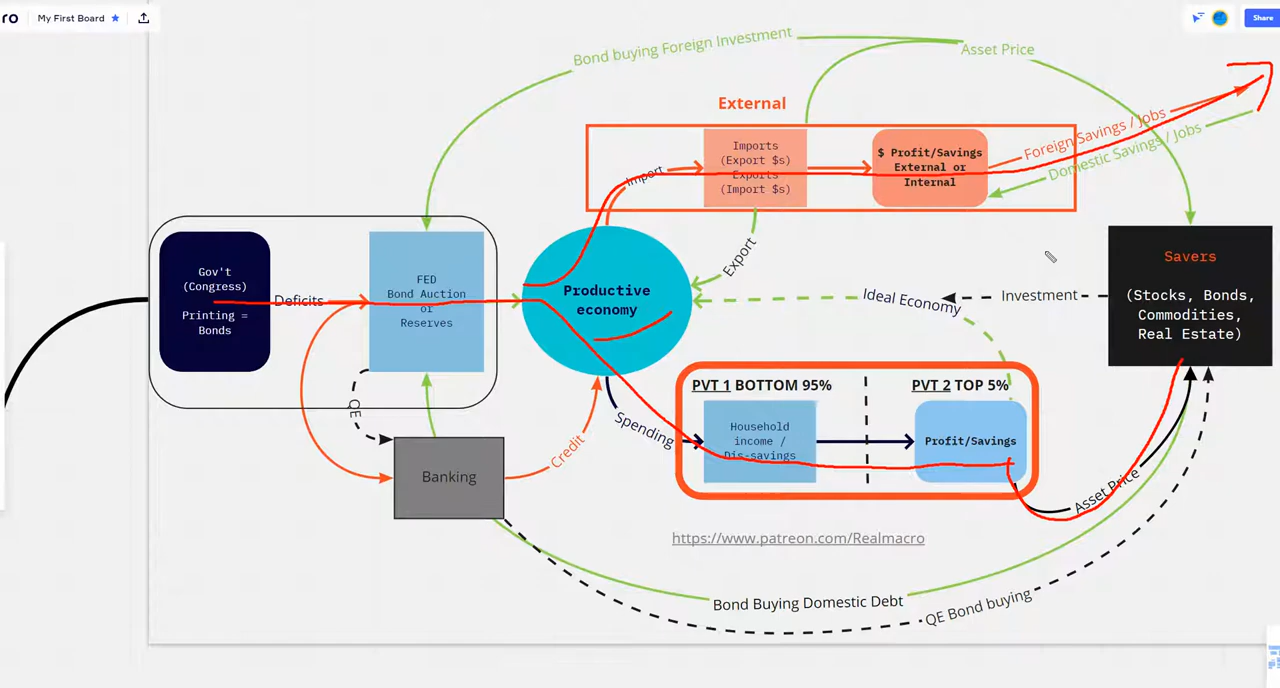 ro
My First Board
Share
Bond buying Foreign Investment
Asset Price
External
Imports
(Export $s)
Exports
(Import $s)
$ Profit/Savings
External or
Internal
Foreign Savings / Jobs
Domestic Savings / Jobs
Import
Export
Gov't
(Congress)
Printing =
Bonds
Deficits
FED
Bond Auction
or
Reserves
Productive
economy
Ideal Economy
Investment
Savers
(Stocks, Bonds,
Commodities,
Real Estate)
QE
Banking
Credit
Spending
PVT 1 BOTTOM 95%
PVT 2 TOP 5%
Household
income /
Dis-savings
Profit/Savings
Asset Price
https://www.patreon.com/Realmacro
Bond Buying Domestic Debt
QE Bond buying